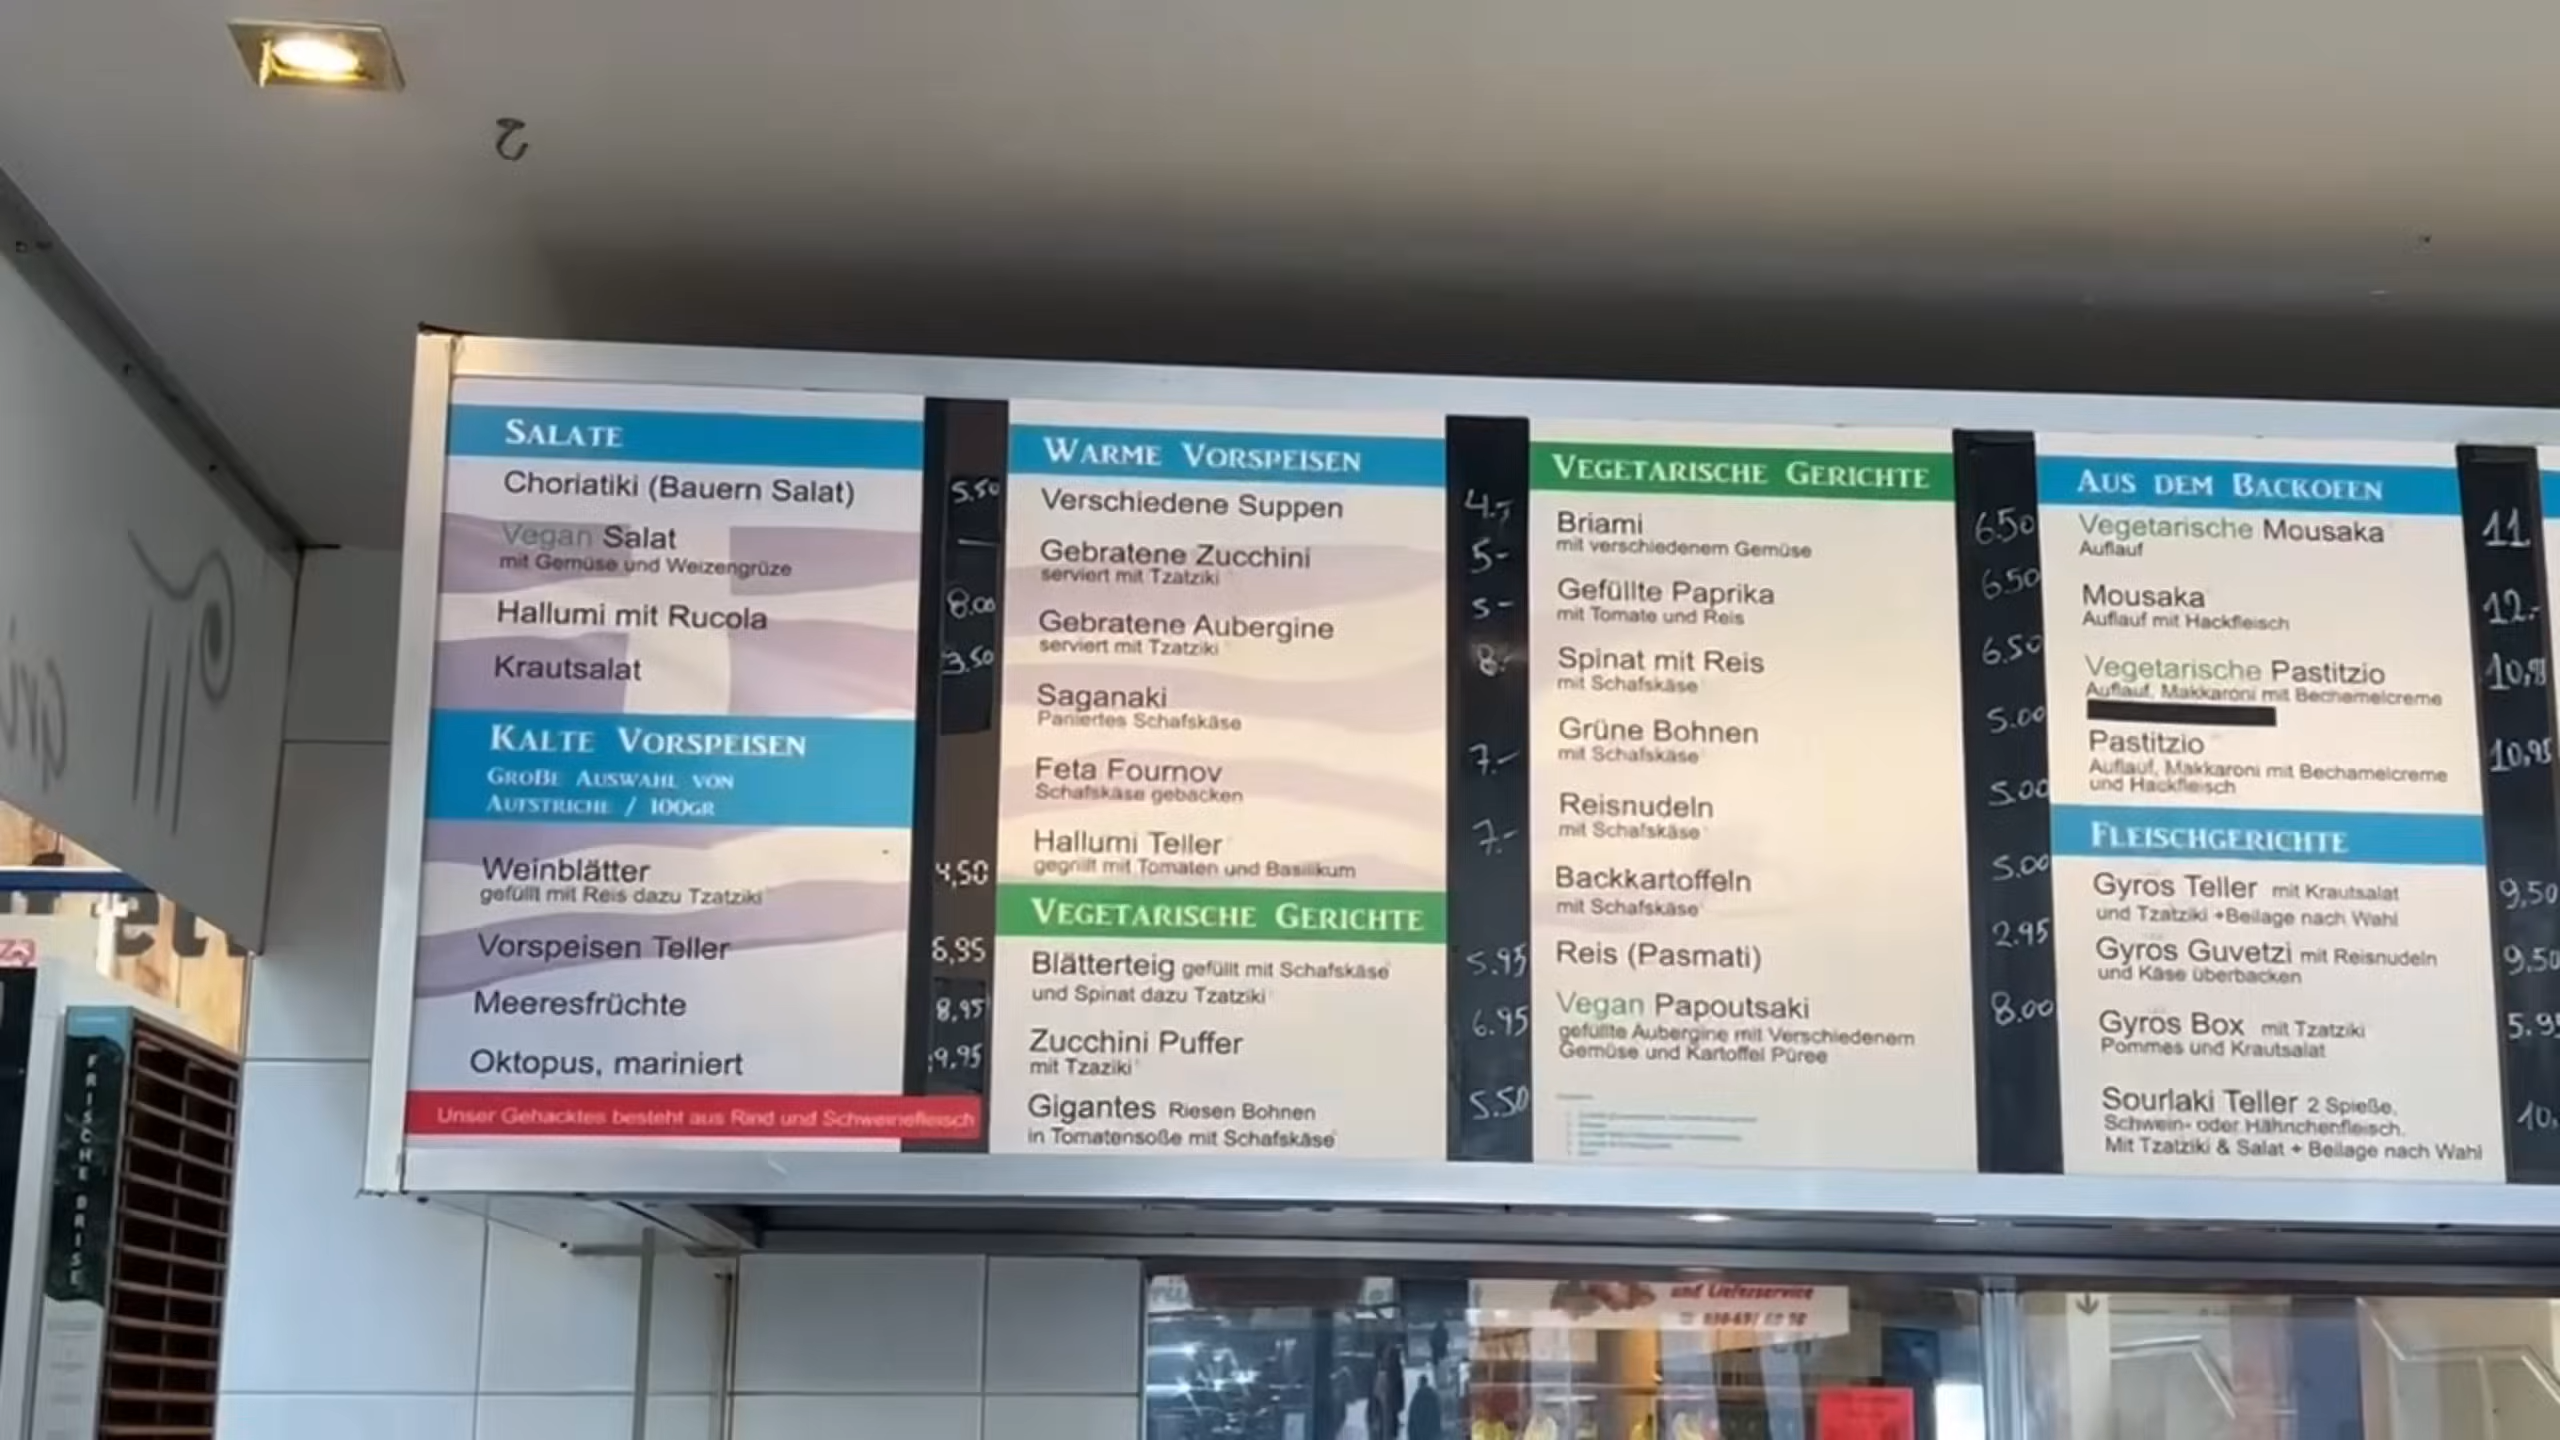 SALATE
Choriatiki (Bauern Salat) 5.50
Vegan Salat
mit Gemüse und Weizengrüze
Hallumi mit Rucola 8.00
Krautsalat 3.50
KALTE VORSPEISEN
GROßE AUSWAHL VON
AUFSTRICHE / 100GR
Weinblätter 4,50
gefüllt mit Reis dazu Tzatziki
Vorspeisen Teller 6,95
Meeresfrüchte 8,95
Oktopus, mariniert 9,95
Unser Gehacktes besteht aus Rind und Schweinefleisch
WARME VORSPEISEN
Verschiedene Suppen 4.-
Gebratene Zucchini 5-
serviert mit Tzatziki
Gebratene Aubergine 5-
serviert mit Tzatziki
Saganaki 8.-
Paniertes Schafskäse
Feta Fournov 7.-
Schafskäse gebacken
Hallumi Teller 7.-
gegrillt mit Tomaten und Basilikum
VEGETARISCHE GERICHTE
Blätterteig gefüllt mit Schafskäse 5.95
und Spinat dazu Tzatziki
Zucchini Puffer 6.95
mit Tzaziki
Gigantes Riesen Bohnen 5.50
in Tomatensoße mit Schafskäse
VEGETARISCHE GERICHTE
Briami 6.50
mit verschiedenem Gemüse
Gefüllte Paprika 6.50
mit Tomate und Reis
Spinat mit Reis 6.50
mit Schafskäse
Grüne Bohnen 5.00
mit Schafskäse
Reisnudeln 5.00
mit Schafskäse
Backkartoffeln 5.00
mit Schafskäse
Reis (Pasmati) 2.95
Vegan Papoutsaki 8.00
gefüllte Aubergine mit Verschiedenem
Gemüse und Kartoffel Püree
AUS DEM BACKOFEN
Vegetarische Mousaka 11
Auflauf
Mousaka 12.-
Auflauf mit Hackfleisch
Vegetarische Pastitzio
Auflauf, Makkaroni mit Bechamelcreme
Pastitzio 10,95
Auflauf, Makkaroni mit Bechamelcreme
und Hackfleisch
FLEISCHGERICHTE
Gyros Teller mit Krautsalat 9,50
und Tzatziki +Beilage nach Wahl
Gyros Guvetzi mit Reisnudeln 9.50
und Käse überbacken
Gyros Box mit Tzatziki 5.95
Pommes und Krautsalat
Sourlaki Teller 2 Spieße, 10,
Schwein- oder Hähnchenfleisch.
Mit Tzatziki & Salat + Beilage nach Wahl
FRISCHE BRISE
und Lieferservice